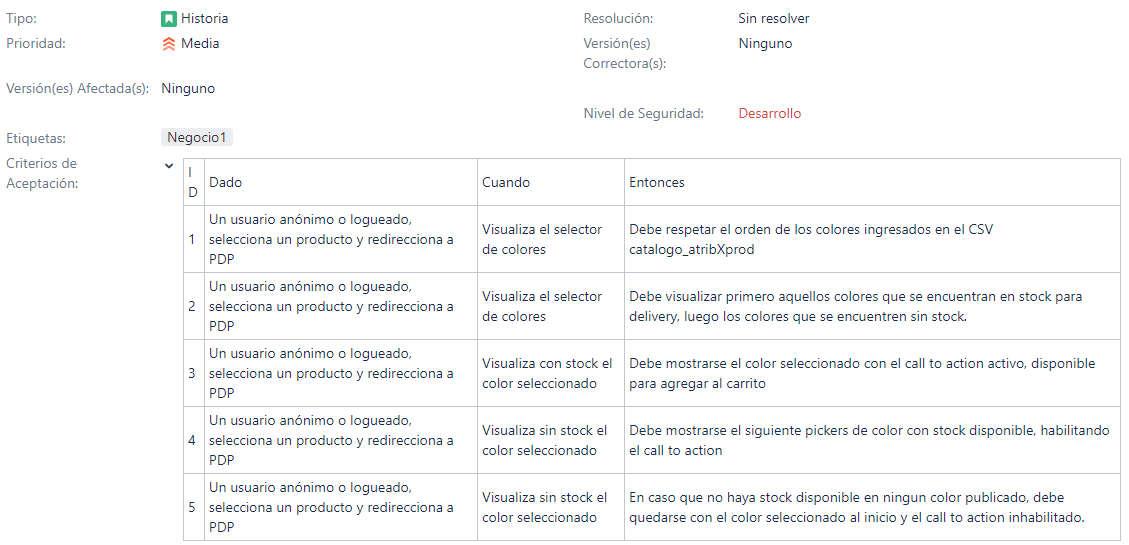 Tipo: Historia Resolución: Sin resolver
Prioridad: Media Versión(es) Ninguno
Correctora(s):
Versión(es) Afectada(s): Ninguno
Nivel de Seguridad: Desarrollo
Etiquetas: Negocio1
Criterios de
Aceptación:
I
D
Dado
Cuando
Entonces
1
Un usuario anónimo o logueado,
selecciona un producto y redirecciona a
PDP
Visualiza el selector
de colores
Debe respetar el orden de los colores ingresados en el CSV
catalogo_atribXprod
2
Un usuario anónimo o logueado,
selecciona un producto y redirecciona a
PDP
Visualiza el selector
de colores
Debe visualizar primero aquellos colores que se encuentran en stock para
delivery, luego los colores que se encuentren sin stock.
3
Un usuario anónimo o logueado,
selecciona un producto y redirecciona a
PDP
Visualiza con stock el
color seleccionado
Debe mostrarse el color seleccionado con el call to action activo, disponible
para agregar al carrito
4
Un usuario anónimo o logueado,
selecciona un producto y redirecciona a
PDP
Visualiza sin stock el
color seleccionado
Debe mostrarse el siguiente pickers de color con stock disponible, habilitando
el call to action
5
Un usuario anónimo o logueado,
selecciona un producto y redirecciona a
PDP
Visualiza sin stock el
color seleccionado
En caso que no haya stock disponible en ningun color publicado, debe
quedarse con el color seleccionado al inicio y el call to action inhabilitado.